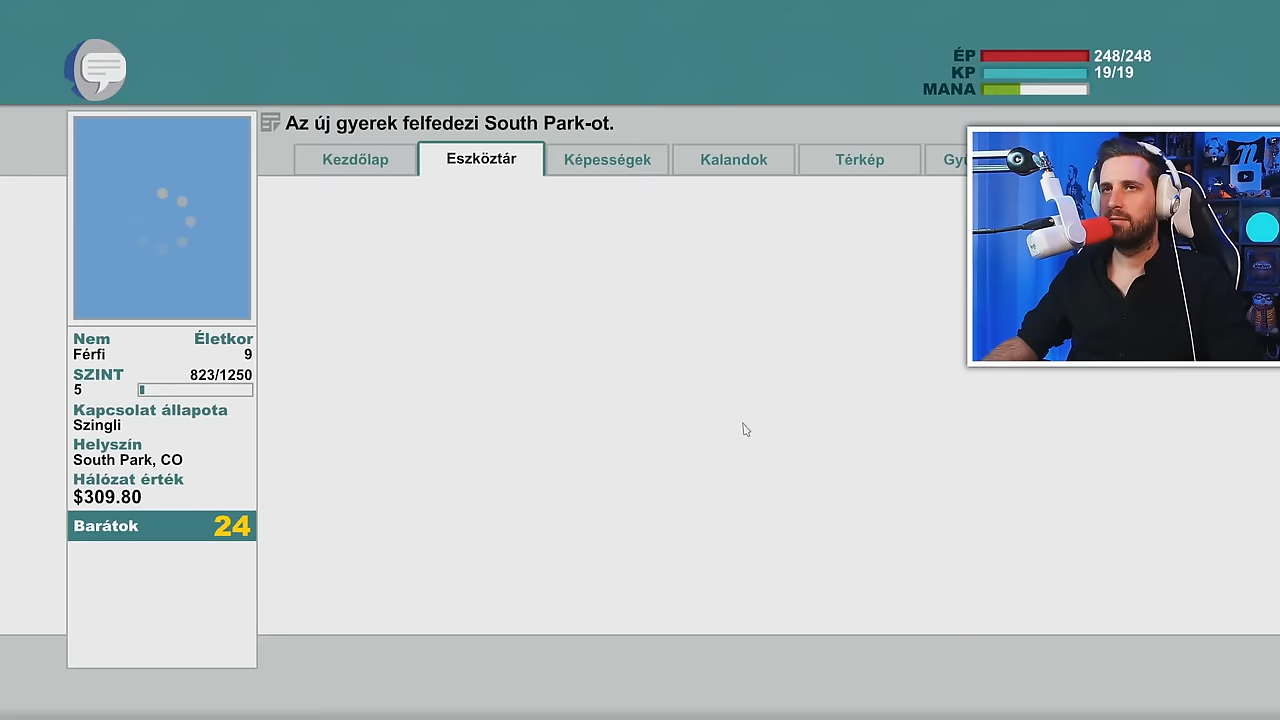 ÉP 248/248
KP 19/19
MANA
Az új gyerek felfedezi South Park-ot.
Kezdőlap Eszköztár Képességek Kalandok Térkép
Nem Életkor
Férfi 9
SZINT 823/1250
5
Kapcsolat állapota
Szingli
Helyszín
South Park, CO
Hálózat érték
$309.80
Barátok 24